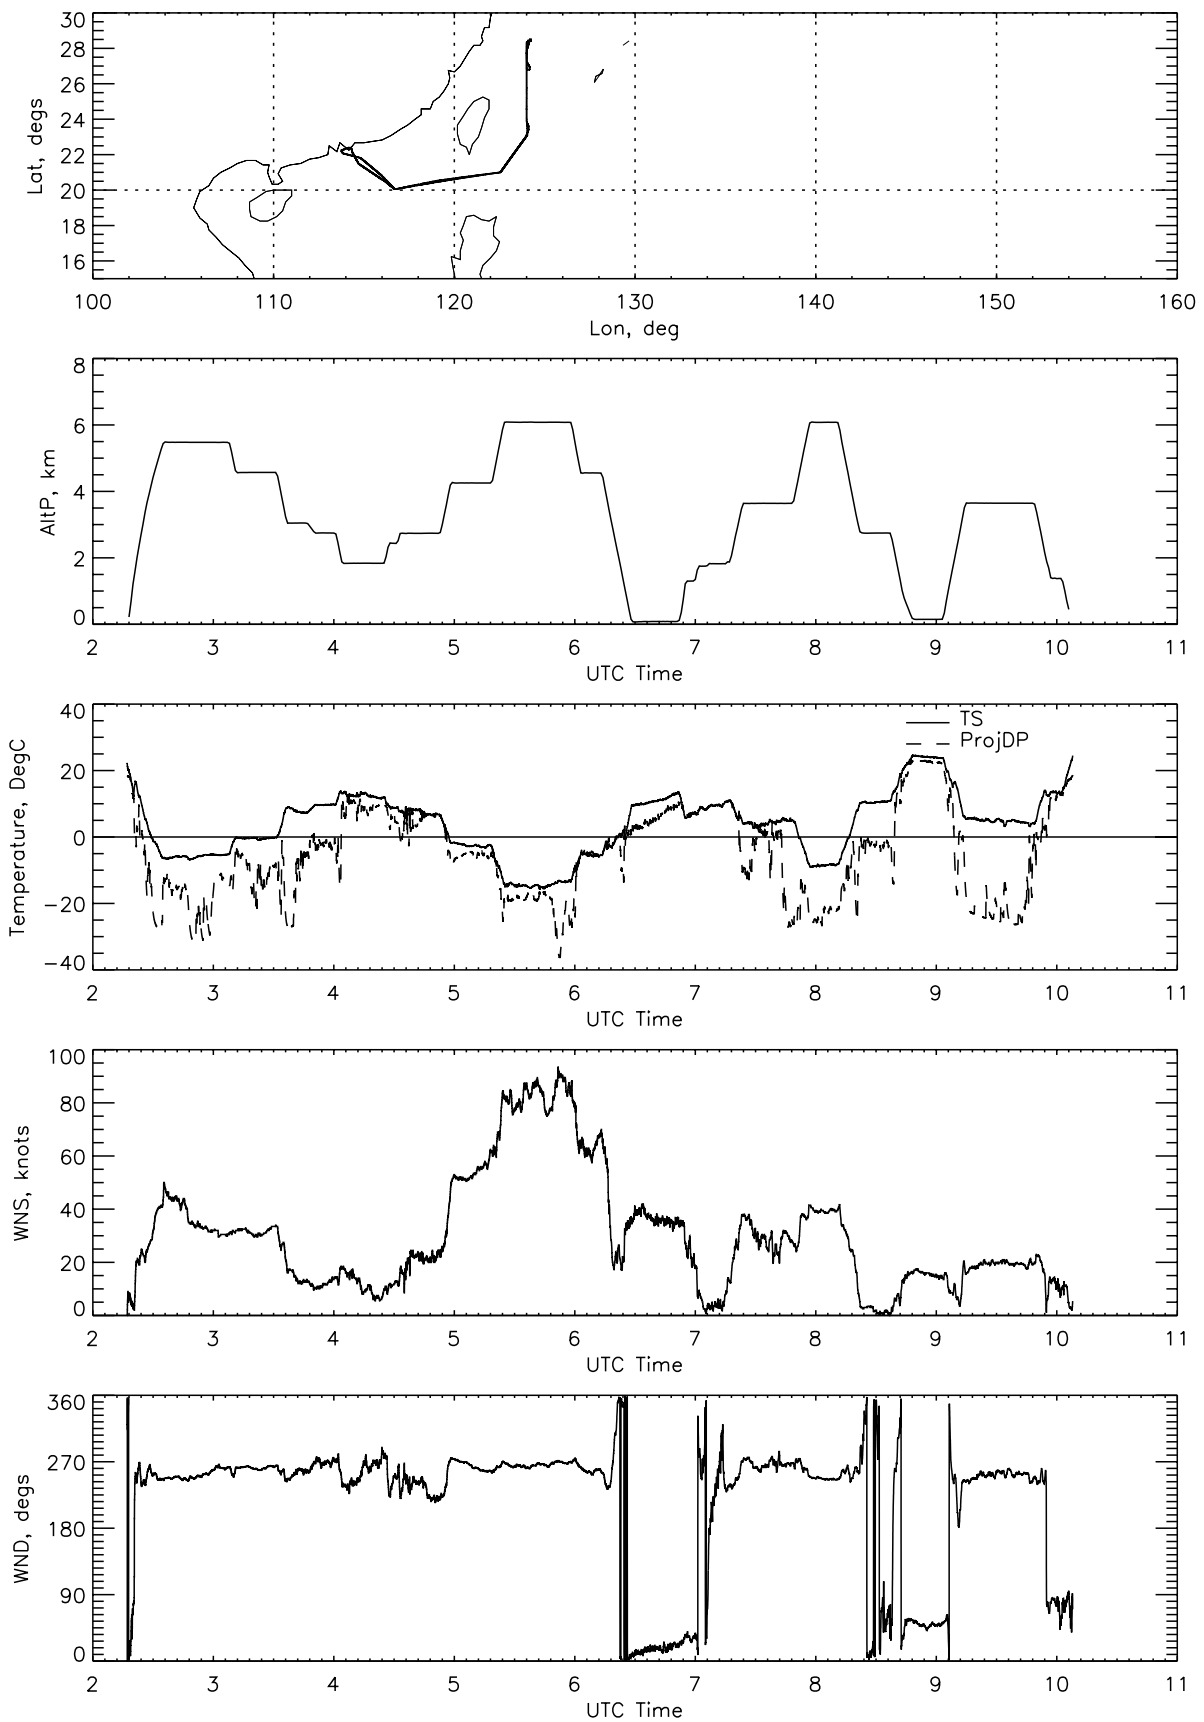 30
28
26
24
22
20
18
16
Lat, degs
100 110 120 130 140 150 160
Lon, deg
8
6
4
2
0
AltP, km
2 3 4 5 6 7 8 9 10 11
UTC Time
40
20
0
−20
−40
Temperature, DegC
TS
ProjDP
2 3 4 5 6 7 8 9 10 11
UTC Time
100
80
60
40
20
0
WNS, knots
2 3 4 5 6 7 8 9 10 11
UTC Time
360
270
180
90
0
WND, degs
2 3 4 5 6 7 8 9 10 11
UTC Time